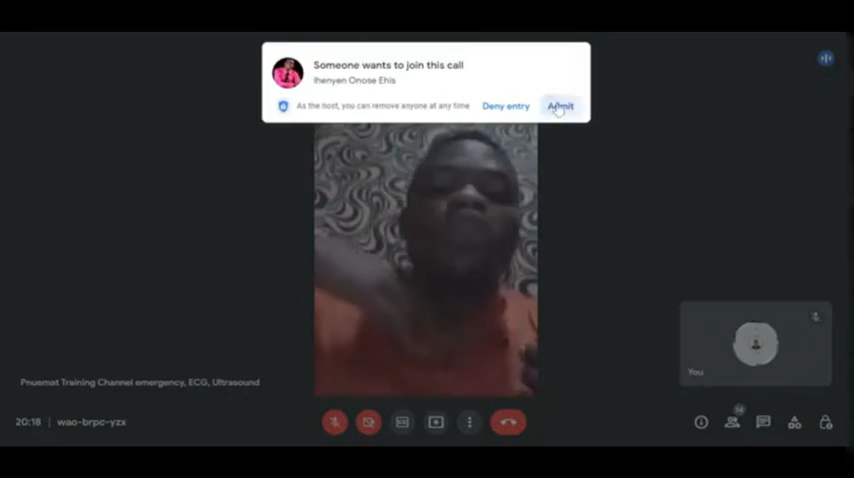 Someone wants to join this call
Ihenyen Onose Ehis
As the host, you can remove anyone at any time
Deny entry
Admit
You
Pnuemat Training Channel emergency, ECG, Ultrasound
20:18 | wao-brpc-yzx
14